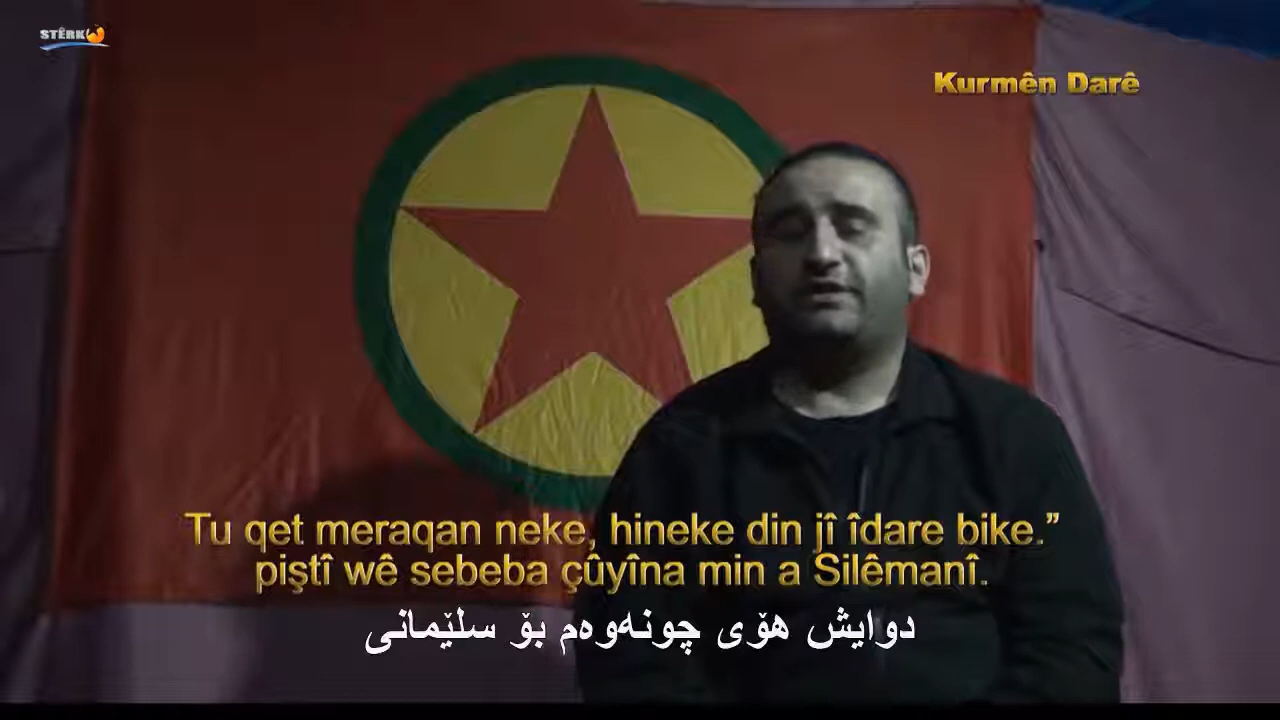 STÊRK
Kurmên Darê
Tu qet meraqan neke, hineke din jî îdare bike.”
piştî wê sebeba çûyîna min a Silêmanî.
دوایش هۆی چونەوەم بۆ سلێمانی